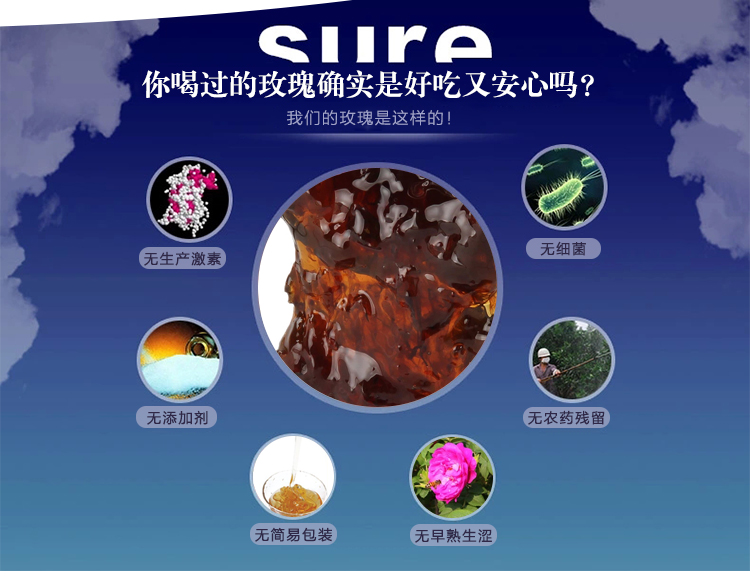 sure
你喝过的玫瑰确实是好吃又安心吗?
我们的玫瑰是这样的!
无生产激素
无细菌
无添加剂
无农药残留
无简易包装
无早熟生涩